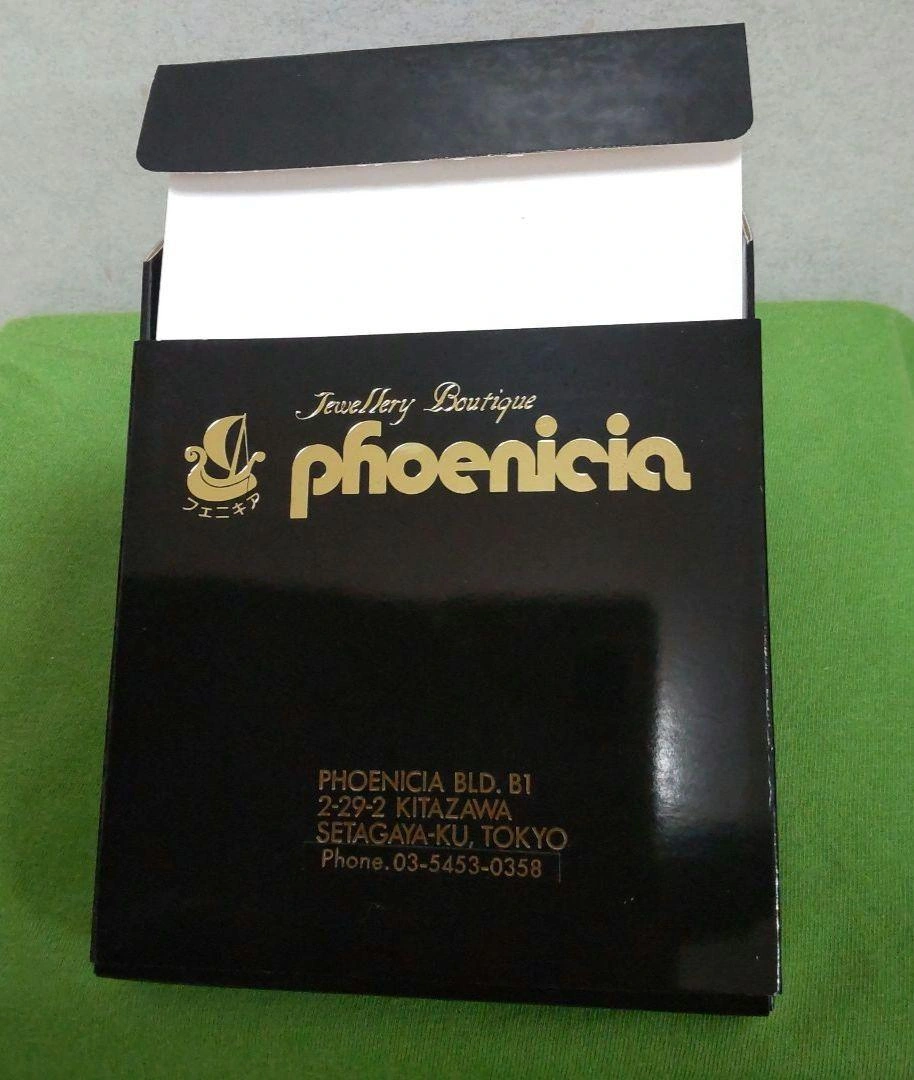 Jewellery Boutique
phoenicia
フェニキア
PHOENICIA BLD. B1
2-29-2 KITAZAWA
SETAGAYA-KU, TOKYO
Phone.03-5453-0358